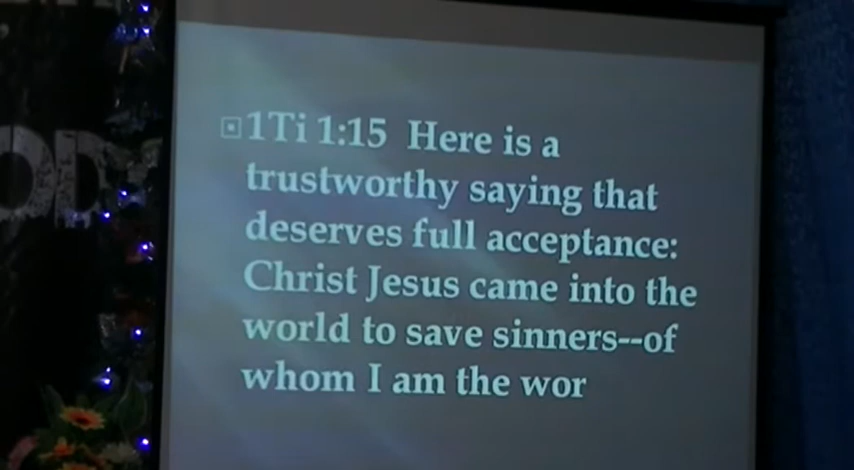 OD
1Ti 1:15 Here is a
trustworthy saying that
deserves full acceptance:
Christ Jesus came into the
world to save sinners--of
whom I am the wor